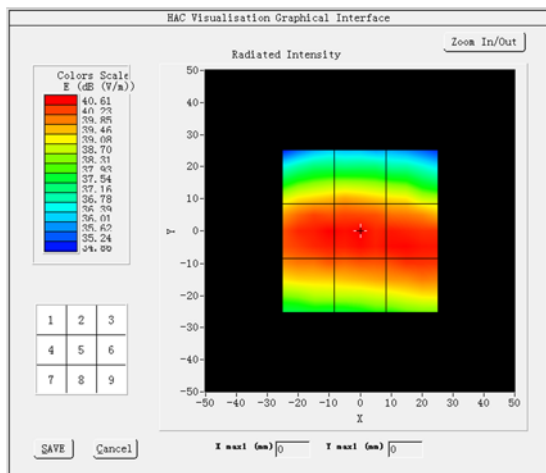 HAC Visualisation Graphical Interface
Zoom In/Out
Radiated Intensity
Colors Scale
E (dB (V/m))
40.61
40.23
39.85
39.46
39.08
38.70
38.31
37.93
37.54
37.16
36.78
36.39
36.01
35.62
35.24
34.86
50
40
30
20
10
0
-10
-20
-30
-40
-50
Y
-50 -40 -30 -20 -10 0 10 20 30 40 50
X
1 2 3
4 5 6
7 8 9
SAVE Cancel
X max1 (mm) 0 Y max1 (mm) 0